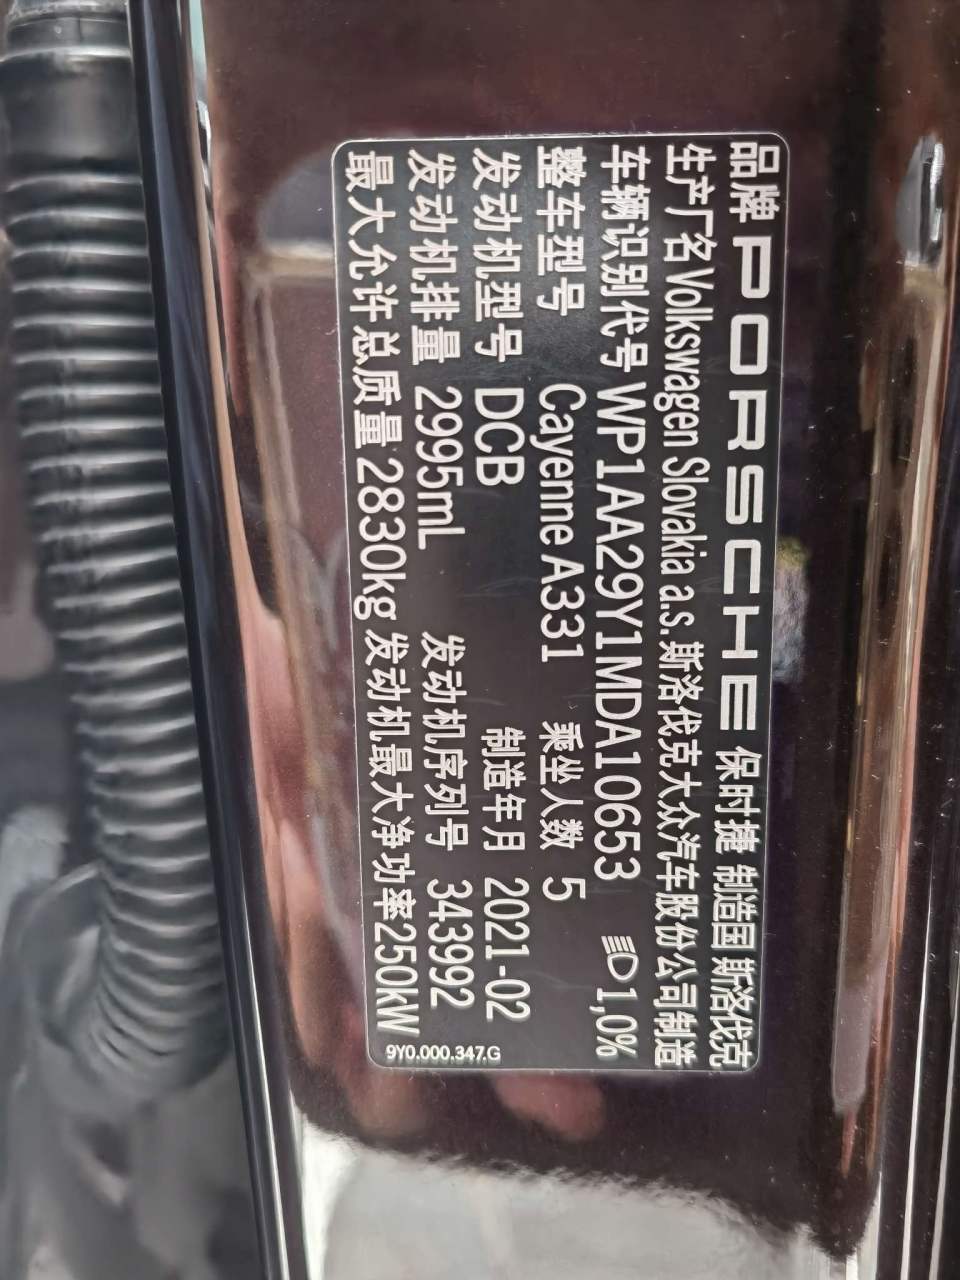 品牌 PORSCHE 保时捷 制造国 斯洛伐克
生产厂名 Volkswagen Slovakia a.s. 斯洛伐克大众汽车股份公司制造
车辆识别代号 WP1AA29Y1MDA10653 1,0%
整车型号 Cayenne A331 乘坐人数 5
发动机型号 DCB 制造年月 2021-02
发动机排量 2995mL 发动机序列号 343992
最大允许总质量 2830kg 发动机最大净功率250kW
9Y0.000.347.G